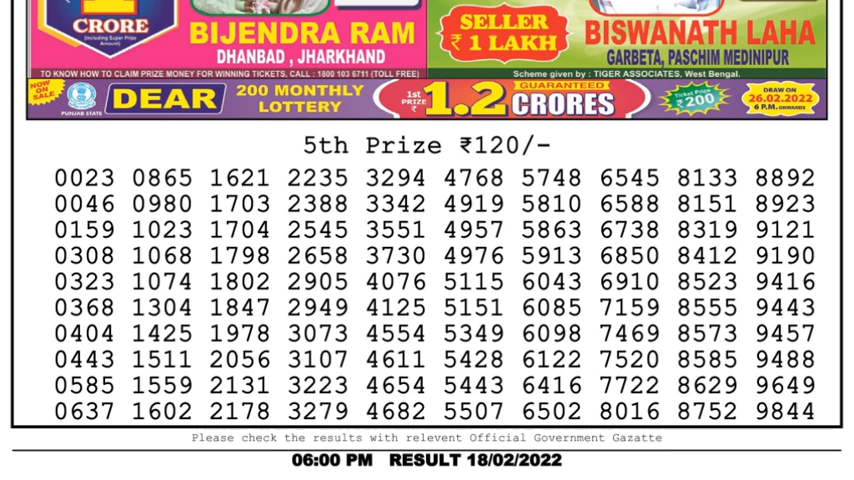 1
CRORE
(Including Super Prize Amount)
BIJENDRA RAM
DHANBAD , JHARKHAND
SELLER
₹ 1 LAKH
BISWANATH LAHA
GARBETA, PASCHIM MEDINIPUR
TO KNOW HOW TO CLAIM PRIZE MONEY FOR WINNING TICKETS, CALL : 1800 103 6711 (TOLL FREE)
Scheme given by : TIGER ASSOCIATES, West Bengal.
NOW ON SALE
PUNJAB STATE
DEAR
200 MONTHLY
LOTTERY
1st
PRIZE
₹
1.2
GUARANTEED
CRORES
Ticket Price
₹200
DRAW ON
26.02.2022
6 P.M. ONWARDS
5th Prize ₹120/-
0023 0865 1621 2235 3294 4768 5748 6545 8133 8892
0046 0980 1703 2388 3342 4919 5810 6588 8151 8923
0159 1023 1704 2545 3551 4957 5863 6738 8319 9121
0308 1068 1798 2658 3730 4976 5913 6850 8412 9190
0323 1074 1802 2905 4076 5115 6043 6910 8523 9416
0368 1304 1847 2949 4125 5151 6085 7159 8555 9443
0404 1425 1978 3073 4554 5349 6098 7469 8573 9457
0443 1511 2056 3107 4611 5428 6122 7520 8585 9488
0585 1559 2131 3223 4654 5443 6416 7722 8629 9649
0637 1602 2178 3279 4682 5507 6502 8016 8752 9844
Please check the results with relevent Official Government Gazatte
06:00 PM RESULT 18/02/2022